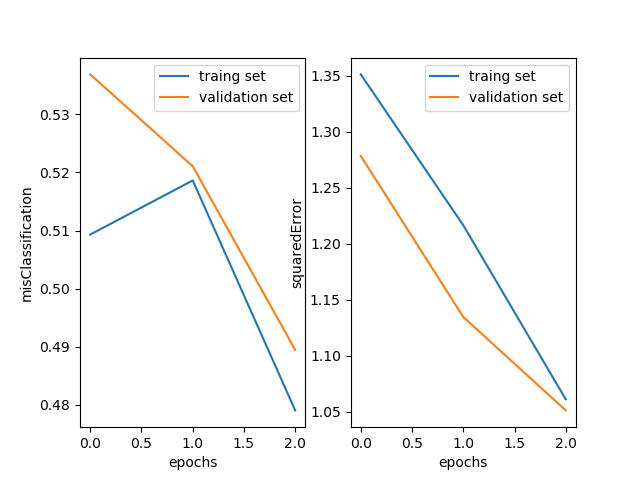 traing set
validation set
0.53
0.52
0.51
0.50
0.49
0.48
misClassification
0.0
0.5
1.0
1.5
2.0
epochs
traing set
validation set
1.35
1.30
1.25
1.20
1.15
1.10
1.05
squaredError
0.0
0.5
1.0
1.5
2.0
epochs